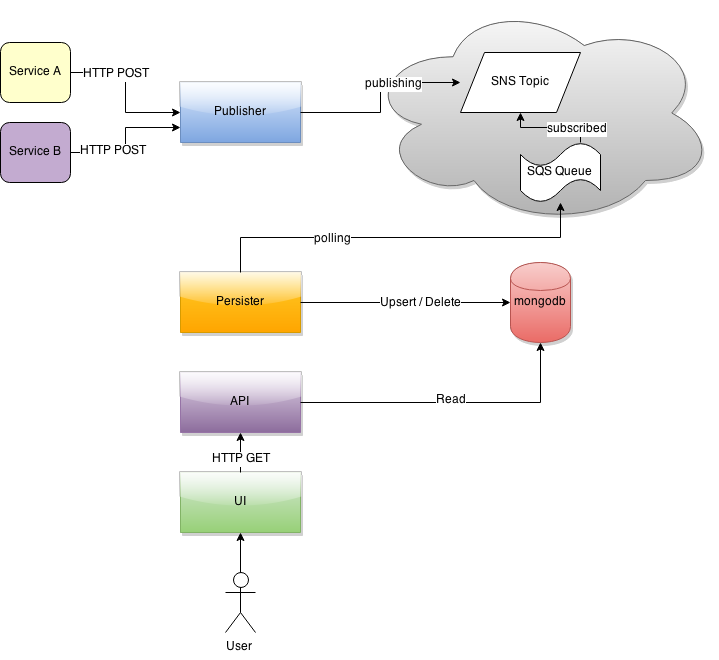 Service A
HTTP POST
Service B
HTTP POST
Publisher
publishing
SNS Topic
subscribed
SQS Queue
polling
Persister
Upsert / Delete
mongodb
API
Read
HTTP GET
UI
User